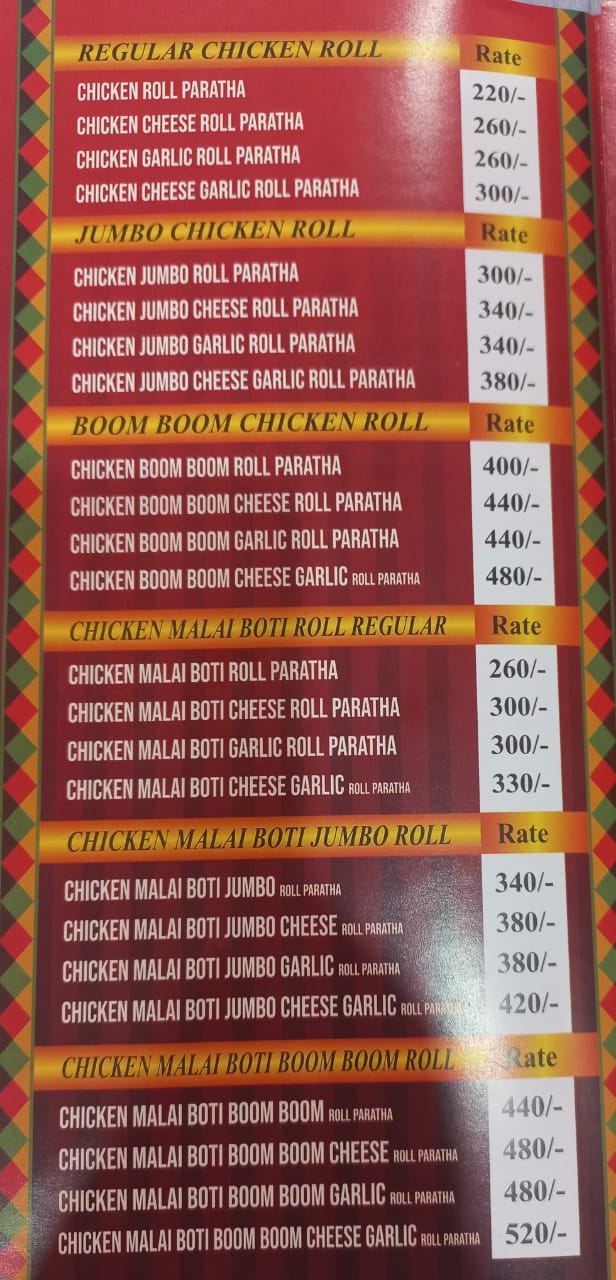 REGULAR CHICKEN ROLL Rate
CHICKEN ROLL PARATHA 220/-
CHICKEN CHEESE ROLL PARATHA 260/-
CHICKEN GARLIC ROLL PARATHA 260/-
CHICKEN CHEESE GARLIC ROLL PARATHA 300/-
JUMBO CHICKEN ROLL Rate
CHICKEN JUMBO ROLL PARATHA 300/-
CHICKEN JUMBO CHEESE ROLL PARATHA 340/-
CHICKEN JUMBO GARLIC ROLL PARATHA 340/-
CHICKEN JUMBO CHEESE GARLIC ROLL PARATHA 380/-
BOOM BOOM CHICKEN ROLL Rate
CHICKEN BOOM BOOM ROLL PARATHA 400/-
CHICKEN BOOM BOOM CHEESE ROLL PARATHA 440/-
CHICKEN BOOM BOOM GARLIC ROLL PARATHA 440/-
CHICKEN BOOM BOOM CHEESE GARLIC ROLL PARATHA 480/-
CHICKEN MALAI BOTI ROLL REGULAR Rate
CHICKEN MALAI BOTI ROLL PARATHA 260/-
CHICKEN MALAI BOTI CHEESE ROLL PARATHA 300/-
CHICKEN MALAI BOTI GARLIC ROLL PARATHA 300/-
CHICKEN MALAI BOTI CHEESE GARLIC ROLL PARATHA 330/-
CHICKEN MALAI BOTI JUMBO ROLL Rate
CHICKEN MALAI BOTI JUMBO ROLL PARATHA 340/-
CHICKEN MALAI BOTI JUMBO CHEESE ROLL PARATHA 380/-
CHICKEN MALAI BOTI JUMBO GARLIC ROLL PARATHA 380/-
CHICKEN MALAI BOTI JUMBO CHEESE GARLIC ROLL PARATHA 420/-
CHICKEN MALAI BOTI BOOM BOOM ROLL Rate
CHICKEN MALAI BOTI BOOM BOOM ROLL PARATHA 440/-
CHICKEN MALAI BOTI BOOM BOOM CHEESE ROLL PARATHA 480/-
CHICKEN MALAI BOTI BOOM BOOM GARLIC ROLL PARATHA 480/-
CHICKEN MALAI BOTI BOOM BOOM CHEESE GARLIC ROLL PARATHA 520/-